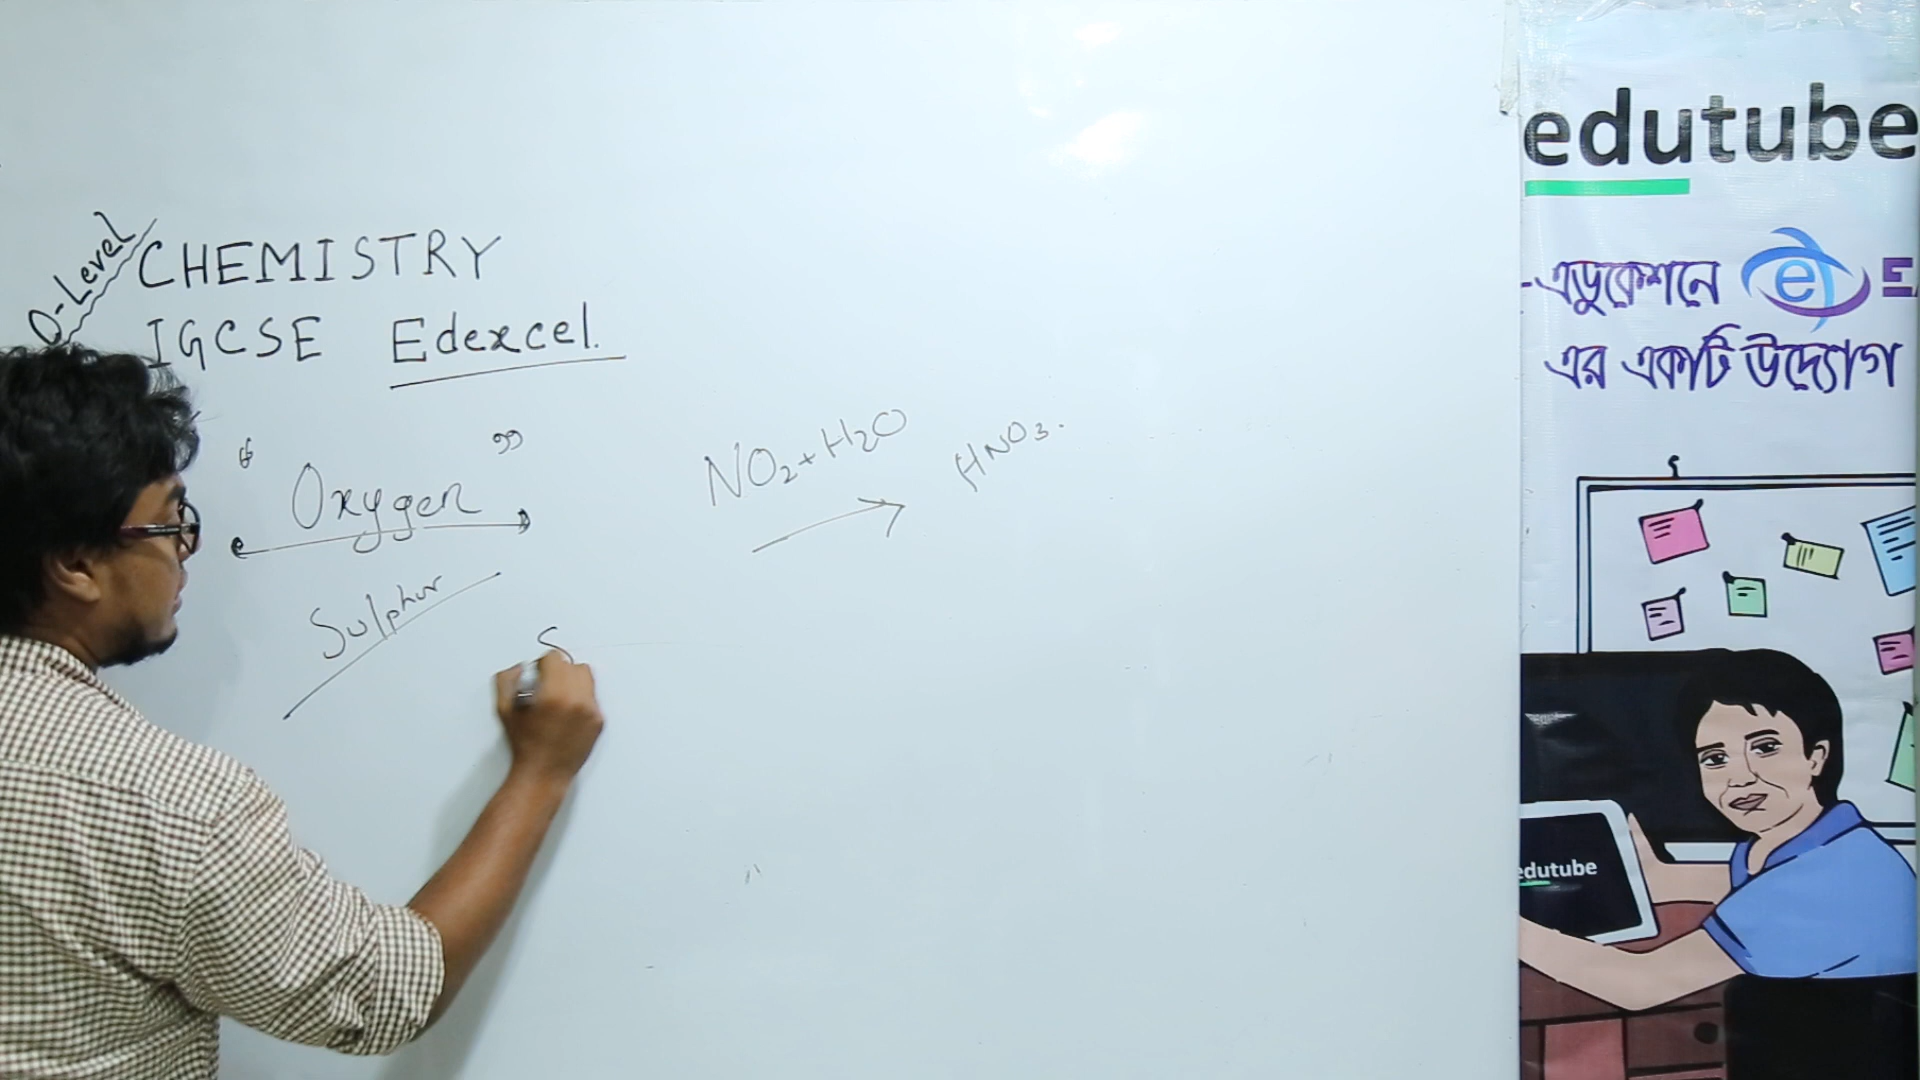 O-Level
CHEMISTRY
IGCSE Edexcel.
“ Oxygen ”
Sulphur
S
NO2+H2O
→ HNO3.
edutube
-এডুকেশনে e
এর একটি উদ্যোগ
edutube